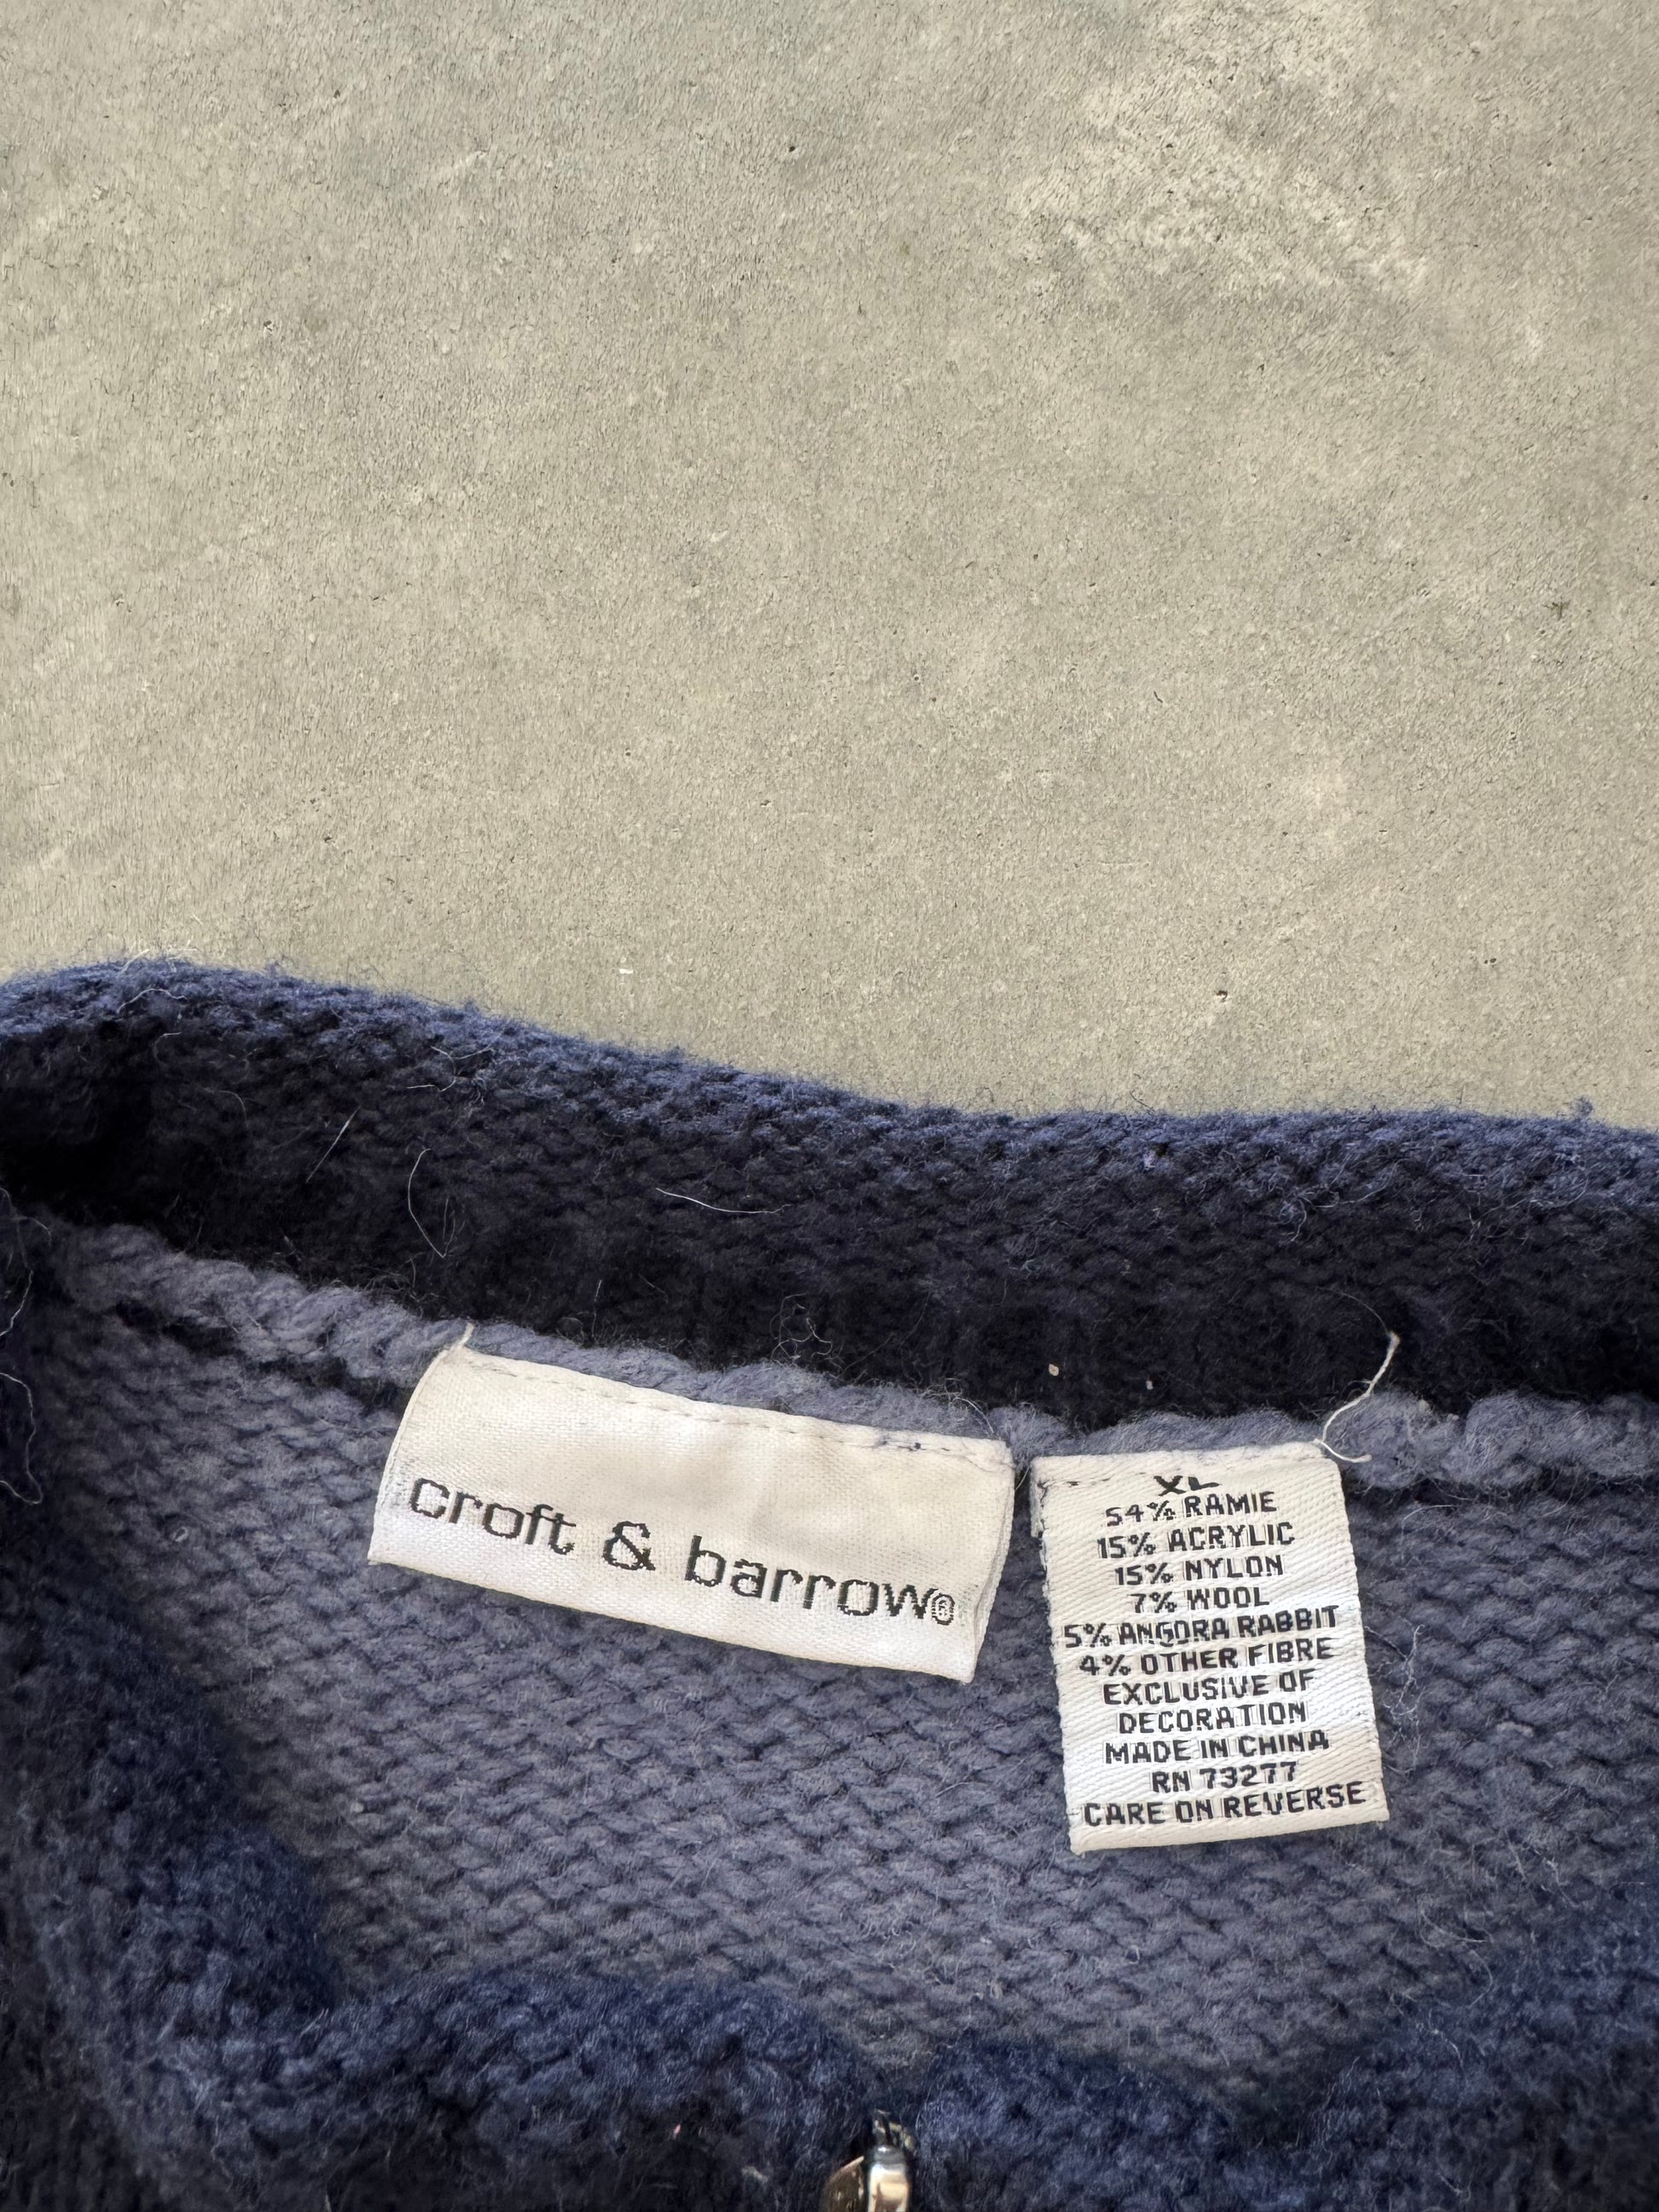 croft & barrow®
XL
54% RAMIE
15% ACRYLIC
15% NYLON
7% WOOL
5% ANGORA RABBIT
4% OTHER FIBRE
EXCLUSIVE OF
DECORATION
MADE IN CHINA
RN 73277
CARE ON REVERSE